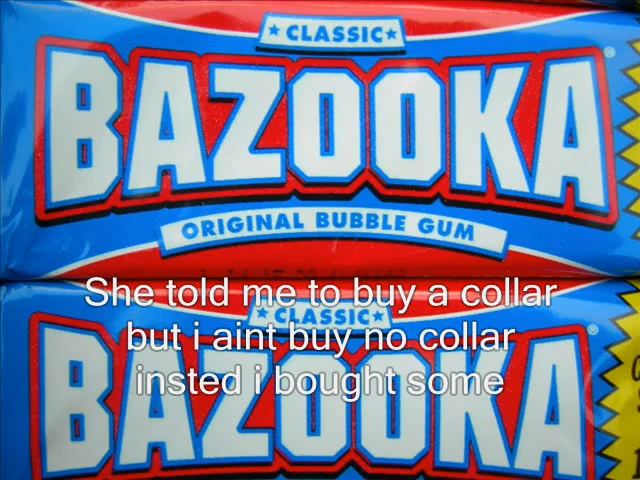 ★ CLASSIC ★
BAZOOKA®
ORIGINAL BUBBLE GUM
She told me to buy a collar
★ CLASSIC ★
but i aint buy no collar
insted i bought some
BAZOOKA®